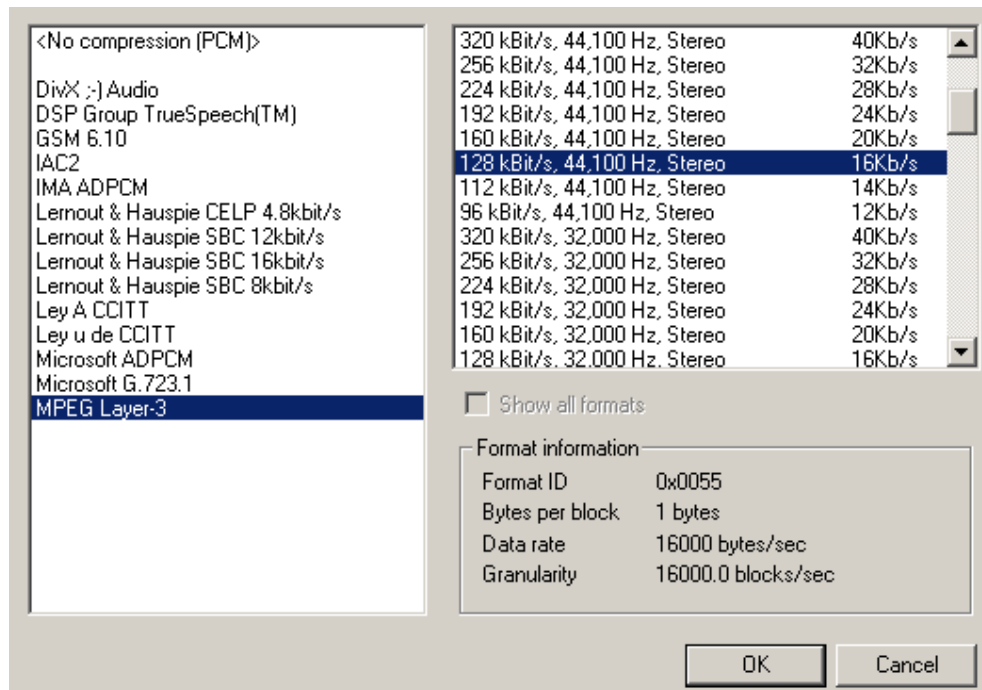 <No compression (PCM)>
DivX ;-) Audio
DSP Group TrueSpeech(TM)
GSM 6.10
IAC2
IMA ADPCM
Lernout & Hauspie CELP 4.8kbit/s
Lernout & Hauspie SBC 12kbit/s
Lernout & Hauspie SBC 16kbit/s
Lernout & Hauspie SBC 8kbit/s
Ley A CCITT
Ley u de CCITT
Microsoft ADPCM
Microsoft G.723.1
MPEG Layer-3
320 kBit/s, 44,100 Hz, Stereo 40Kb/s
256 kBit/s, 44,100 Hz, Stereo 32Kb/s
224 kBit/s, 44,100 Hz, Stereo 28Kb/s
192 kBit/s, 44,100 Hz, Stereo 24Kb/s
160 kBit/s, 44,100 Hz, Stereo 20Kb/s
128 kBit/s, 44,100 Hz, Stereo 16Kb/s
112 kBit/s, 44,100 Hz, Stereo 14Kb/s
96 kBit/s, 44,100 Hz, Stereo 12Kb/s
320 kBit/s, 32,000 Hz, Stereo 40Kb/s
256 kBit/s, 32,000 Hz, Stereo 32Kb/s
224 kBit/s, 32,000 Hz, Stereo 28Kb/s
192 kBit/s, 32,000 Hz, Stereo 24Kb/s
160 kBit/s, 32,000 Hz, Stereo 20Kb/s
128 kBit/s, 32,000 Hz, Stereo 16Kb/s
Show all formats
Format information
Format ID 0x0055
Bytes per block 1 bytes
Data rate 16000 bytes/sec
Granularity 16000.0 blocks/sec
OK Cancel